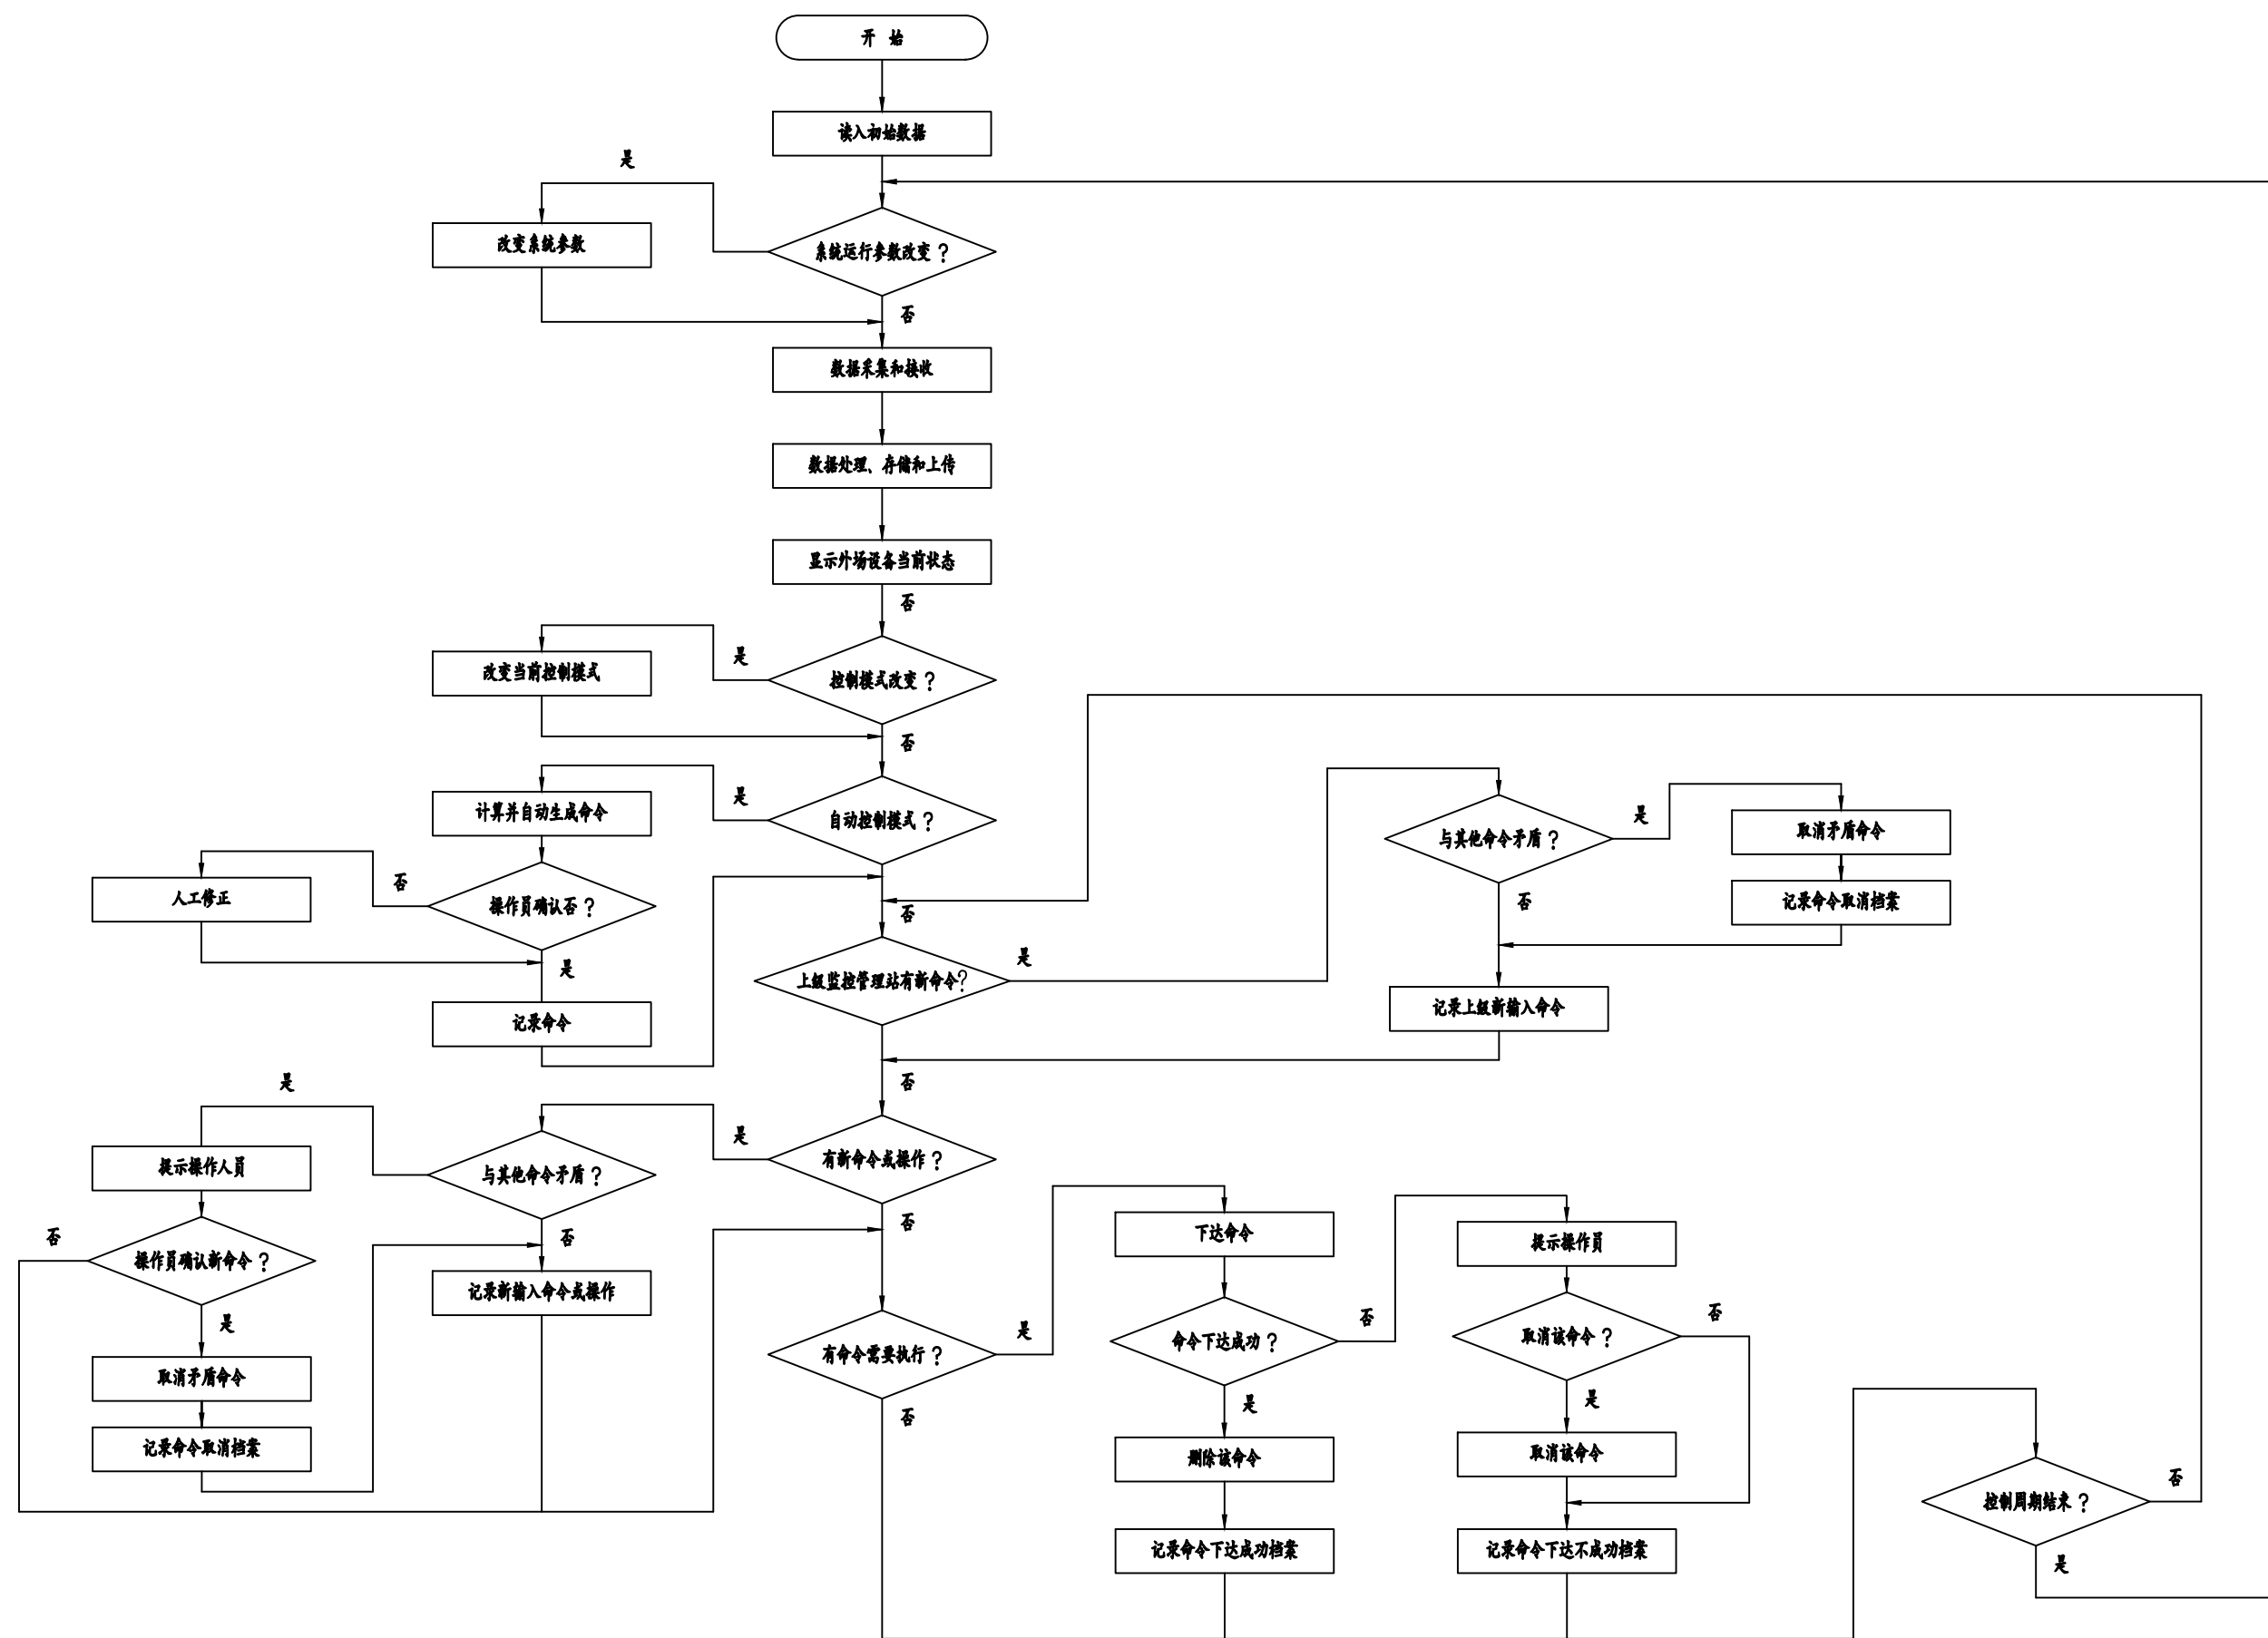 开 始
读入初始数据
是
改变系统参数
系统运行参数改变？
否
数据采集和接收
数据处理、存储和上传
显示外场设备当前状态
否
是
改变当前控制模式
控制模式改变？
否
是
计算并自动生成命令
自动控制模式？
与其他命令矛盾？
是
取消矛盾命令
否
人工修正
操作员确认否？
是
否
记录命令取消档案
否
上级监控管理站有新命令？
是
记录命令
记录上级新输入命令
是
否
提示操作人员
与其他命令矛盾？
是
有新命令或操作？
否
操作员确认新命令？
否
否
下达命令
提示操作员
是
记录新输入命令或操作
有命令需要执行？
是
命令下达成功？
否
取消该命令？
否
取消矛盾命令
否
是
是
记录命令取消档案
删除该命令
取消该命令
控制周期结束？
否
记录命令下达成功档案
记录命令下达不成功档案
是